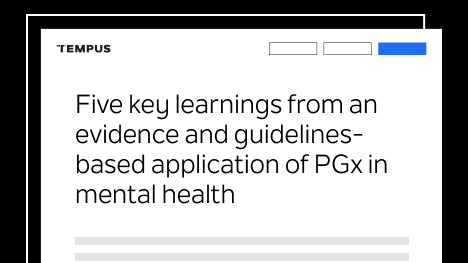 TEMPUS
Five key learnings from an
evidence and guidelines-
based application of PGx in
mental health